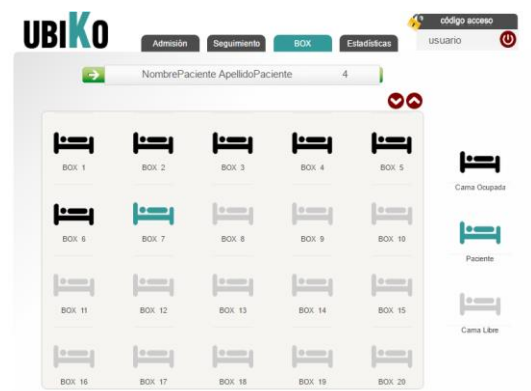 UBIKO
código acceso
Admisión Seguimiento BOX Estadísticas usuario
NombrePaciente ApellidoPaciente 4
BOX 1 BOX 2 BOX 3 BOX 4 BOX 5
Cama Ocupada
BOX 6 BOX 7 BOX 8 BOX 9 BOX 10
Paciente
BOX 11 BOX 12 BOX 13 BOX 14 BOX 15
Cama Libre
BOX 16 BOX 17 BOX 18 BOX 19 BOX 20